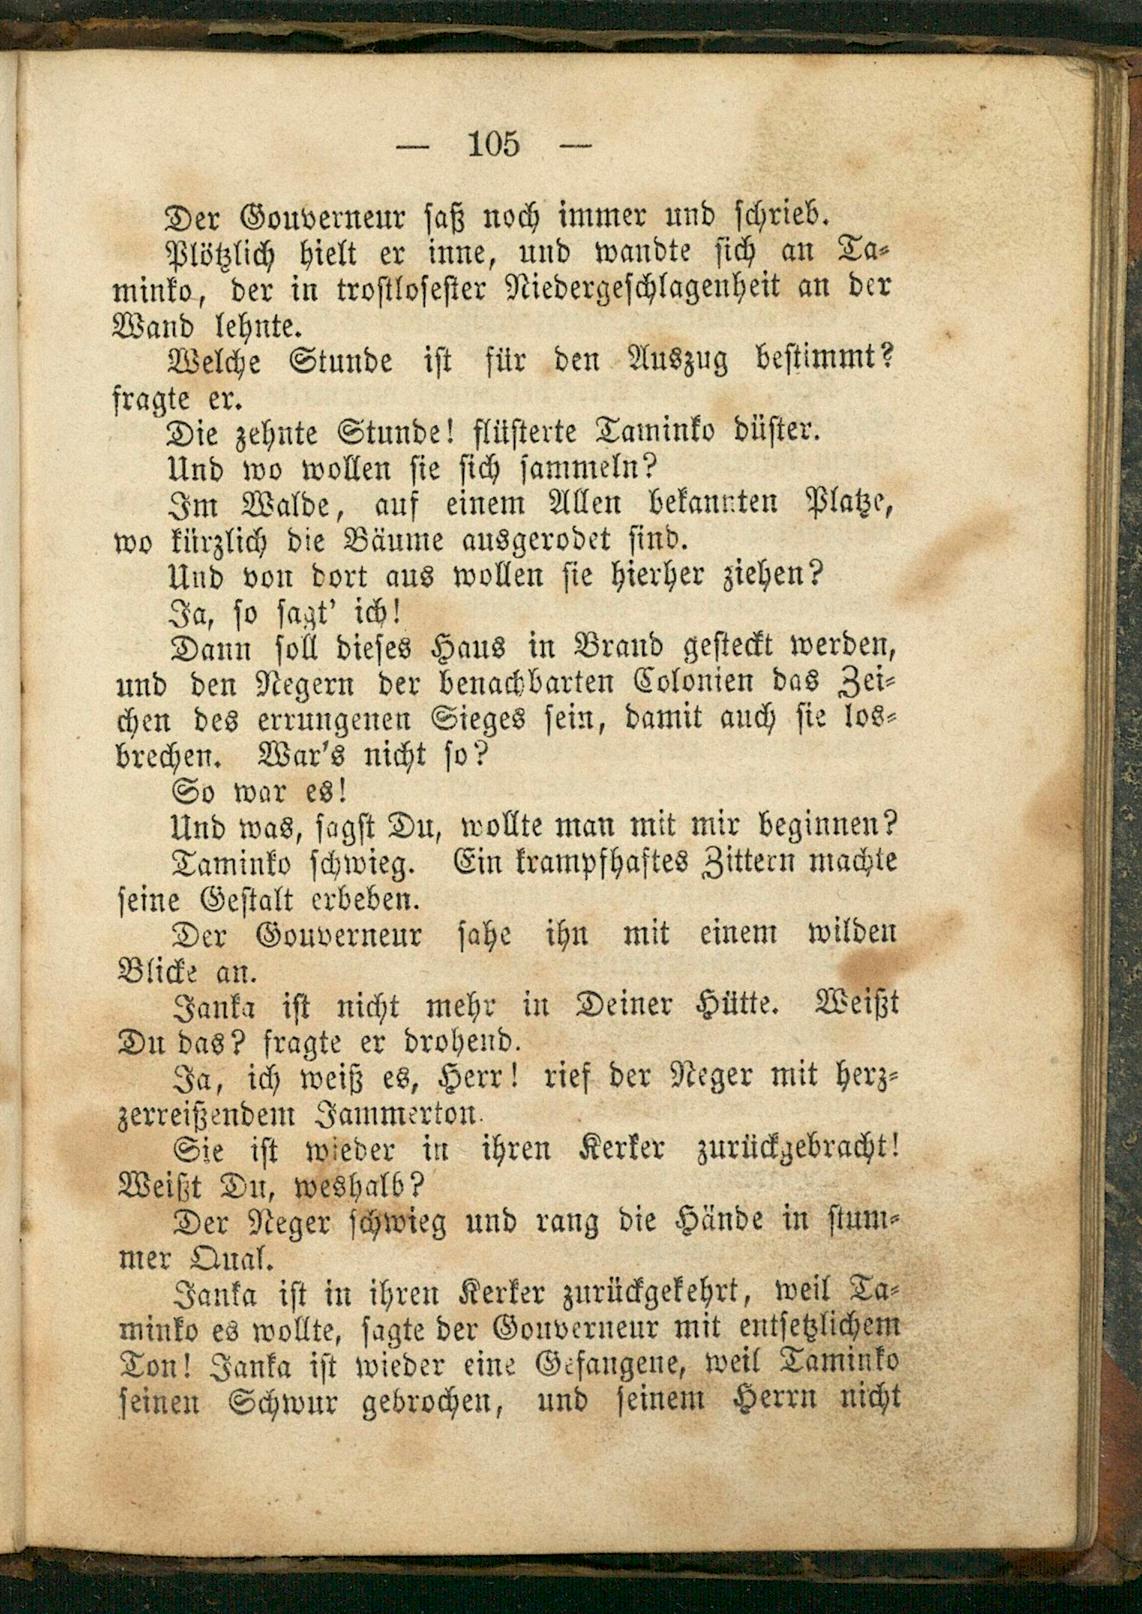 — 105 —
Der Gouverneur saß noch immer und schrieb.
Plötzlich hielt er inne, und wandte sich an Ta-
minko, der in trostlosester Niedergeschlagenheit an der
Wand lehnte.
Welche Stunde ist für den Auszug bestimmt?
fragte er.
Die zehnte Stunde! flüsterte Taminko düster.
Und wo wollen sie sich sammeln?
Im Walde, auf einem Allen bekannten Platze,
wo kürzlich die Bäume ausgerodet sind.
Und von dort aus wollen sie hierher ziehen?
Ja, so sagt' ich!
Dann soll dieses Haus in Brand gesteckt werden,
und den Negern der benachbarten Colonien das Zei-
chen des errungenen Sieges sein, damit auch sie los-
brechen. War's nicht so?
So war es!
Und was, sagst Du, wollte man mit mir beginnen?
Taminko schwieg. Ein krampfhaftes Zittern machte
seine Gestalt erbeben.
Der Gouverneur sahe ihn mit einem wilden
Blicke an.
Janka ist nicht mehr in Deiner Hütte. Weißt
Du das? fragte er drohend.
Ja, ich weiß es, Herr! rief der Neger mit herz-
zerreißendem Jammerton.
Sie ist wieder in ihren Kerker zurückgebracht!
Weißt Du, weshalb?
Der Neger schwieg und rang die Hände in stum-
mer Qual.
Janka ist in ihren Kerker zurückgekehrt, weil Ta-
minko es wollte, sagte der Gouverneur mit entsetzlichem
Ton! Janka ist wieder eine Gefangene, weil Taminko
seinen Schwur gebrochen, und seinem Herrn nicht